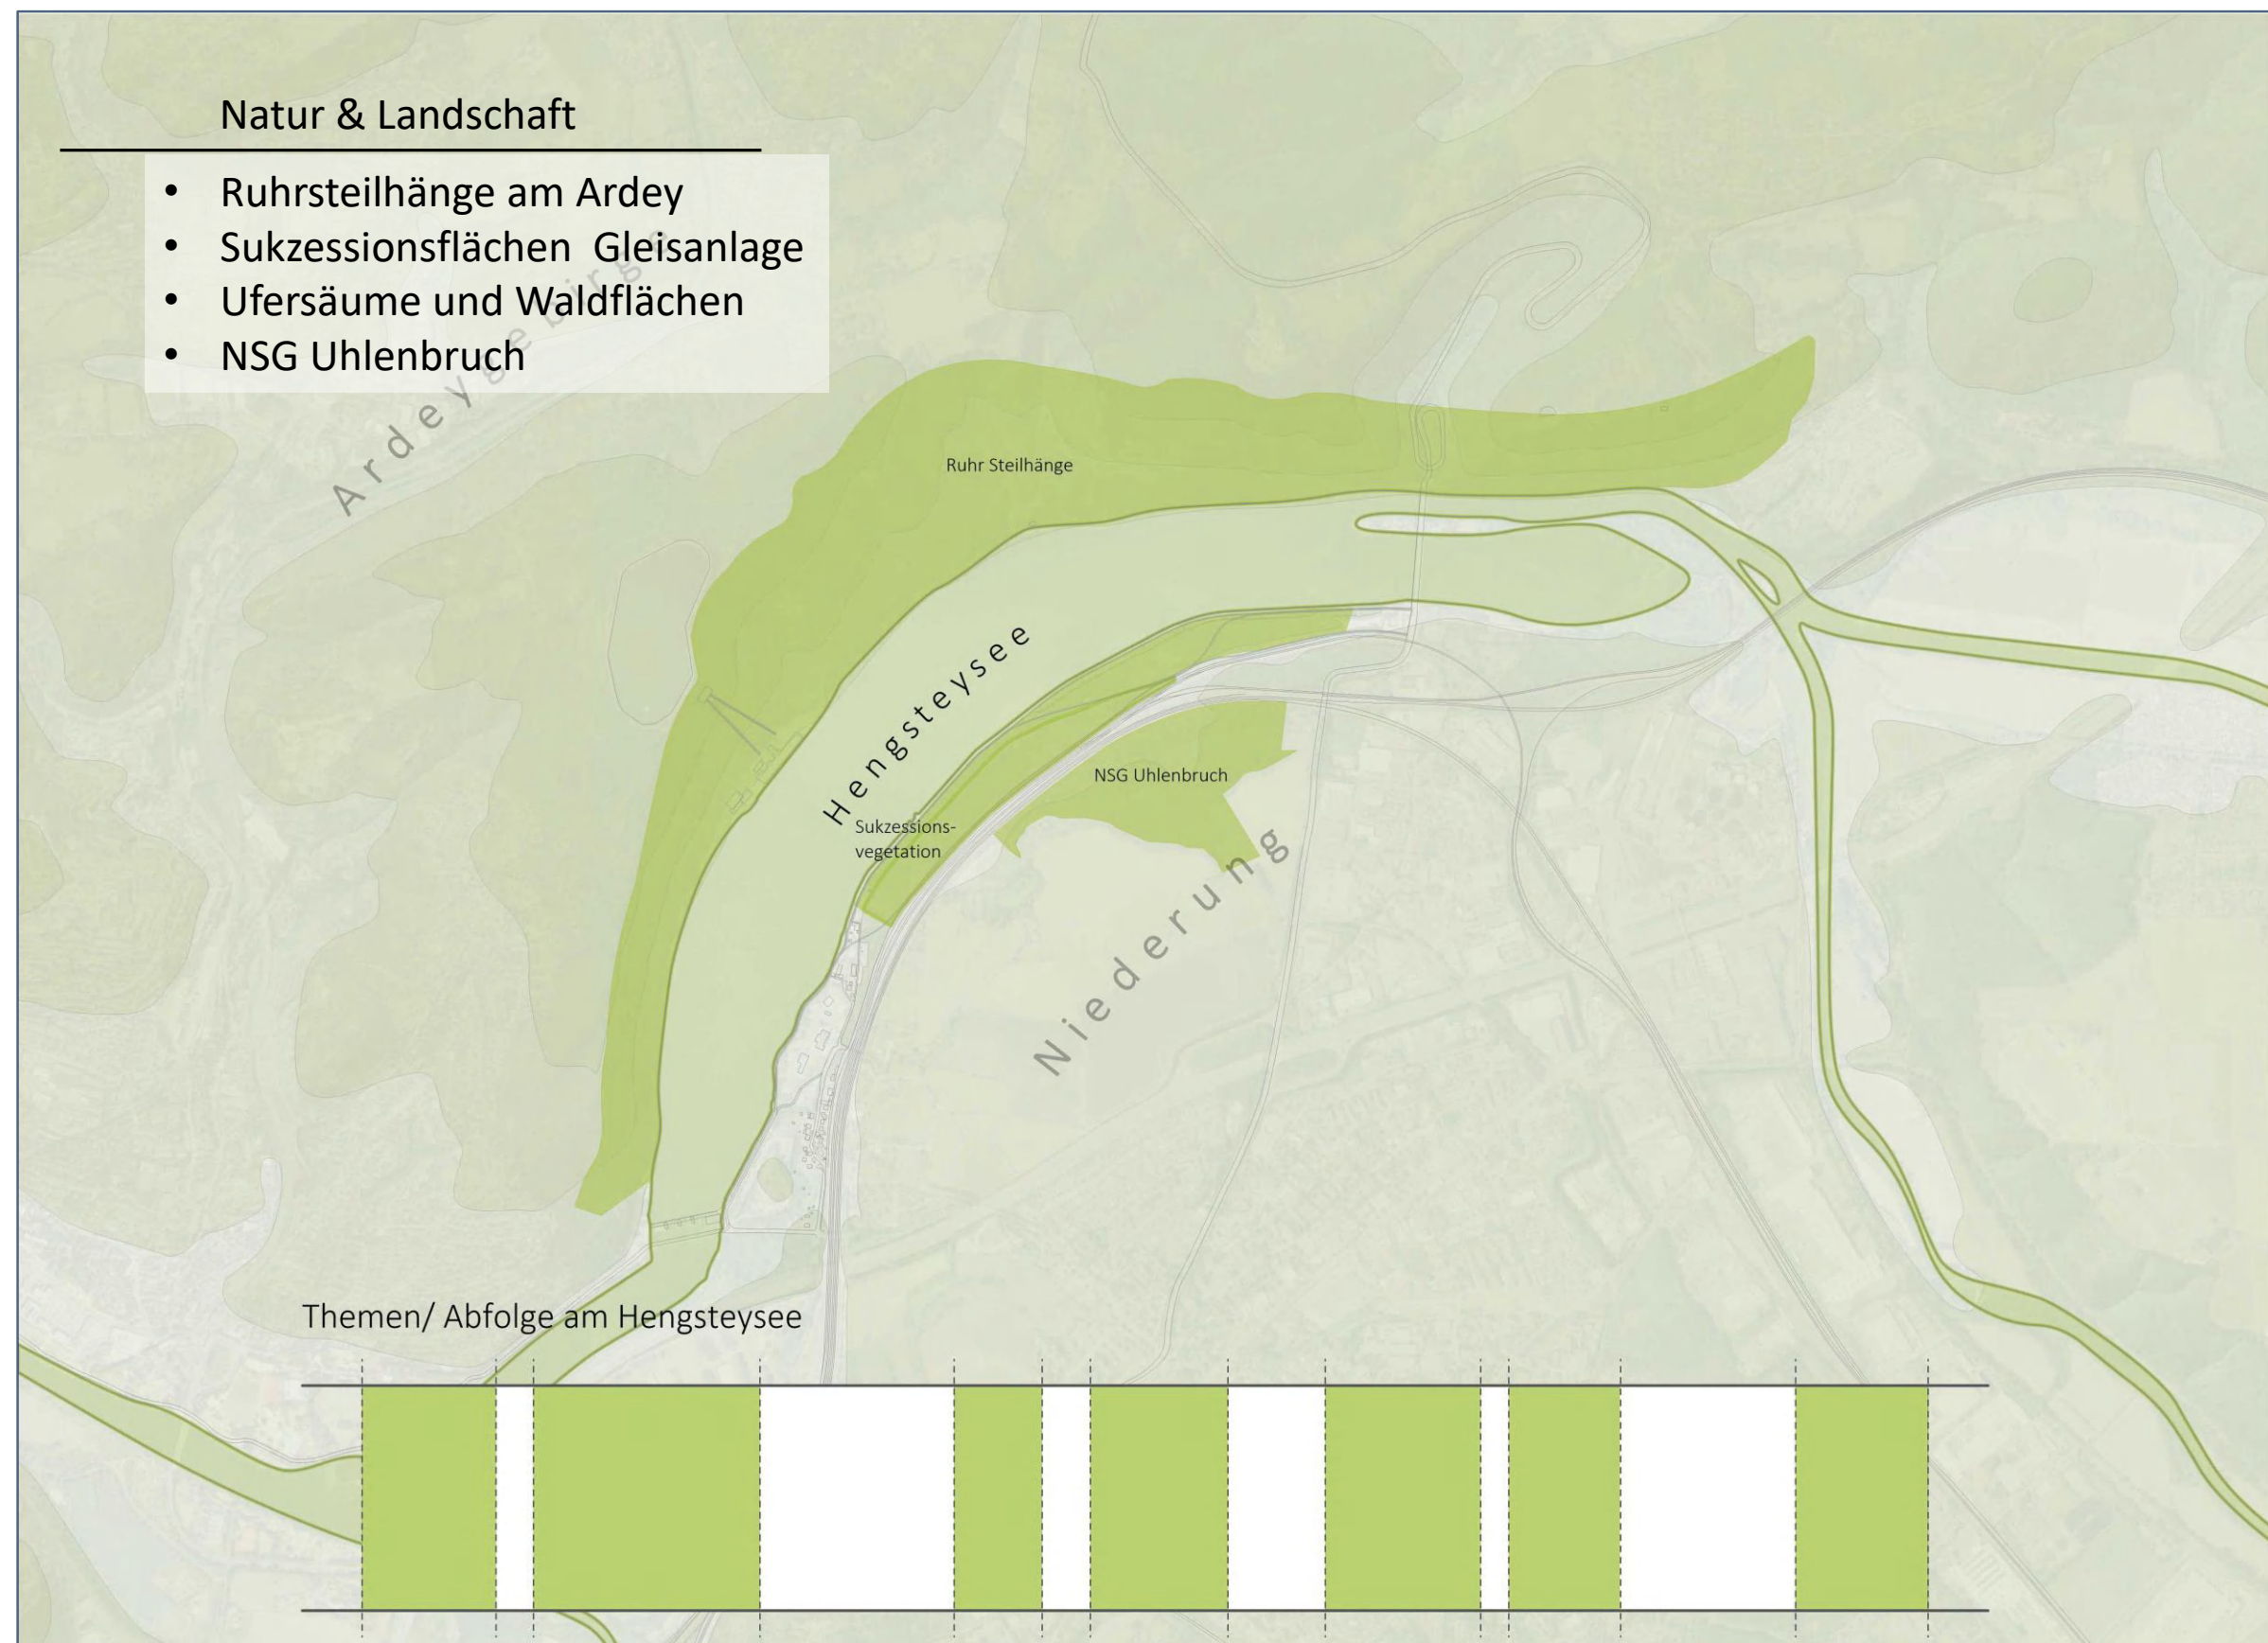 Natur & Landschaft
• Ruhrsteilhänge am Ardey
• Sukzessionsflächen Gleisanlage
• Ufersäume und Waldflächen
• NSG Uhlenbruch
Ardeygebirge
Ruhr Steilhänge
Hengsteysee
NSG Uhlenbruch
Sukzessions-
vegetation
Niederung
Themen/ Abfolge am Hengsteysee